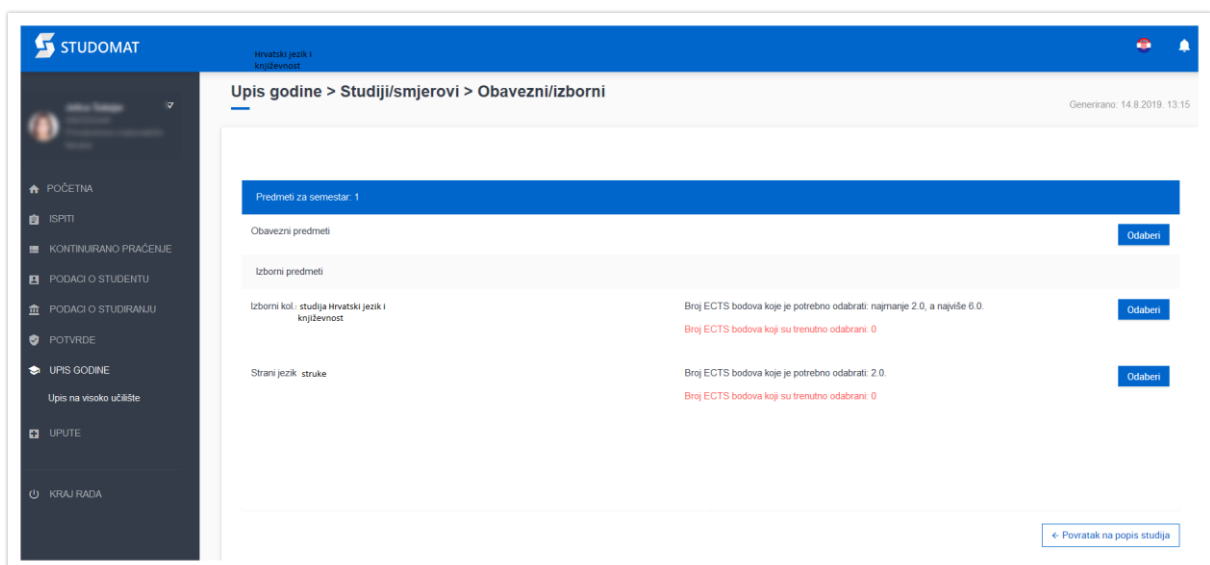 STUDOMAT
Hrvatski jezik i
književnost
Upis godine > Studiji/smjerovi > Obavezni/izborni
Generirano: 14.8.2019. 13:15
POČETNA
ISPITI
KONTINUIRANO PRAĆENJE
PODACI O STUDENTU
PODACI O STUDIRANJU
POTVRDE
UPIS GODINE
Upis na visoko učilište
UPUTE
KRAJ RADA
Predmeti za semestar: 1
Obavezni predmeti
Odaberi
Izborni predmeti
Izborni kol.: studija Hrvatski jezik i
književnost
Broj ECTS bodova koje je potrebno odabrati: najmanje 2.0, a najviše 6.0.
Odaberi
Broj ECTS bodova koji su trenutno odabrani: 0
Strani jezik struke
Broj ECTS bodova koje je potrebno odabrati: 2.0.
Odaberi
Broj ECTS bodova koji su trenutno odabrani: 0
← Povratak na popis studija